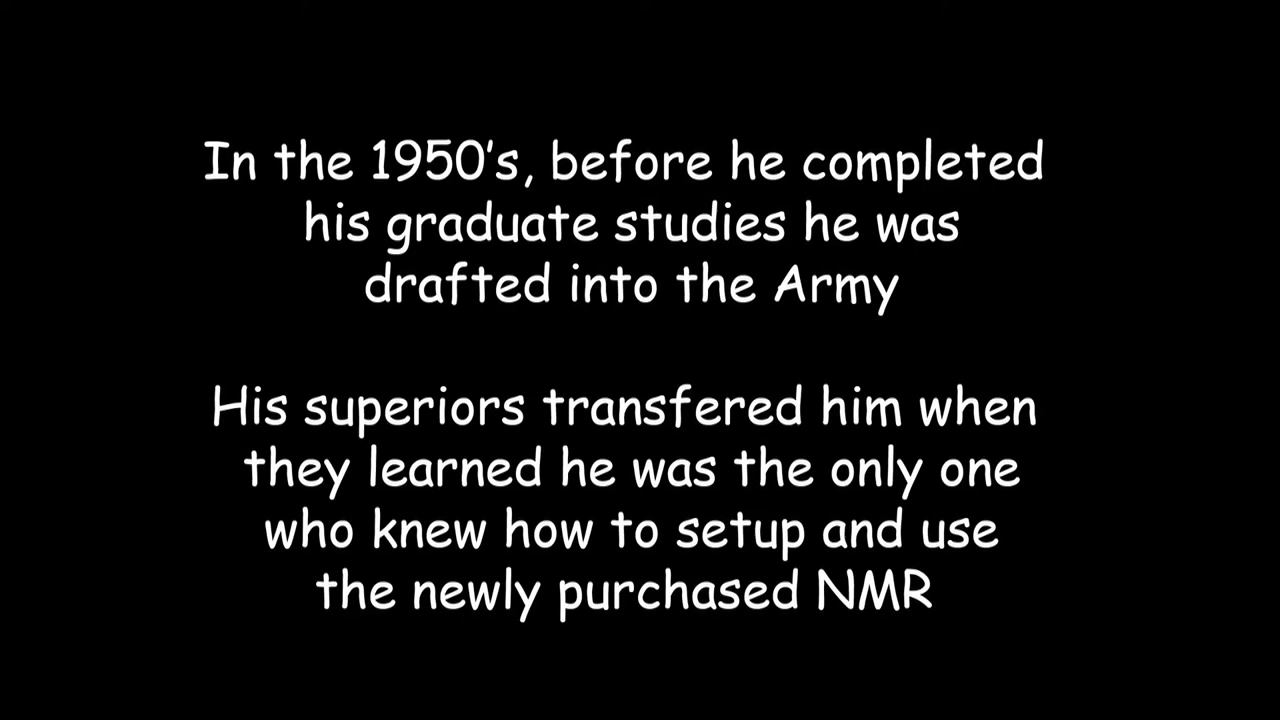 In the 1950's, before he completed
his graduate studies he was
drafted into the Army
His superiors transfered him when
they learned he was the only one
who knew how to setup and use
the newly purchased NMR